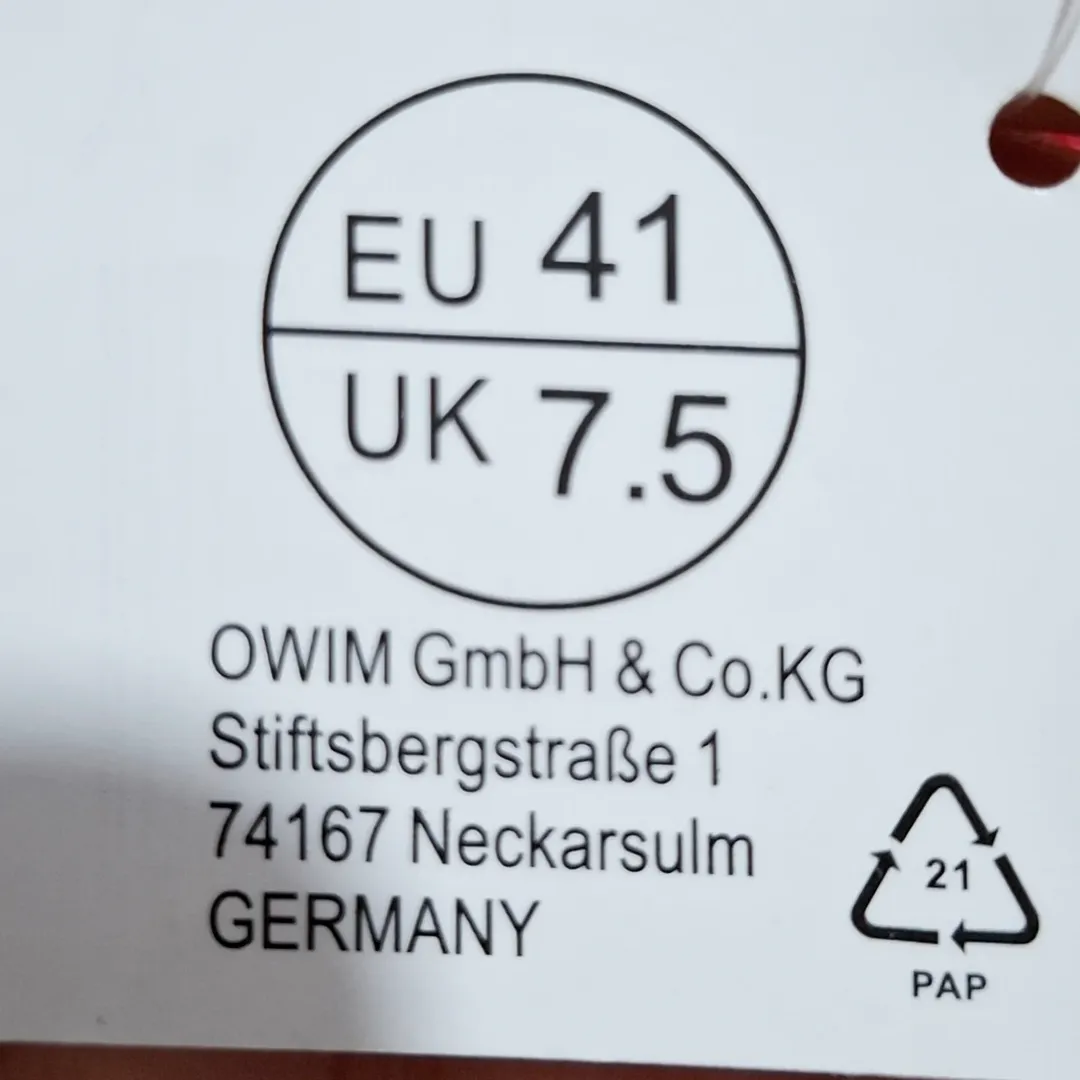 EU 41
UK 7.5
OWIM GmbH & Co.KG
Stiftsbergstraße 1
74167 Neckarsulm
GERMANY
21
PAP